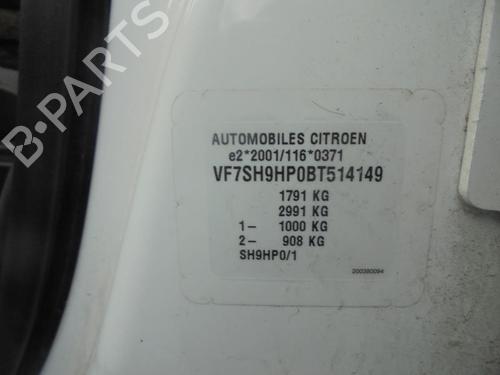 B-PARTS
AUTOMOBILES CITROEN
e2*2001/116*0371
VF7SH9HP0BT514149
1791 KG
2991 KG
1- 1000 KG
2- 908 KG
SH9HP0/1
200380094